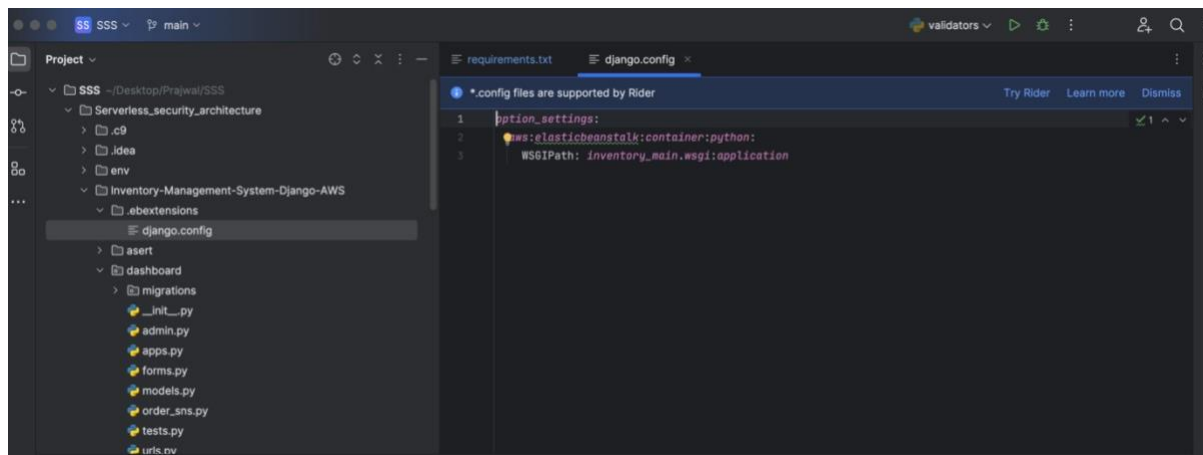 SS SSS main validators
Project
requirements.txt django.config
SSS ~/Desktop/Prajwal/SSS
*.config files are supported by Rider Try Rider Learn more Dismiss
Serverless_security_architecture
1 option_settings: 1
.c9
2 aws:elasticbeanstalk:container:python:
.idea
3 WSGIPath: inventory_main.wsgi:application
env
Inventory-Management-System-Django-AWS
.ebextensions
django.config
asert
dashboard
migrations
__init__.py
admin.py
apps.py
forms.py
models.py
order_sns.py
tests.py
urls.py